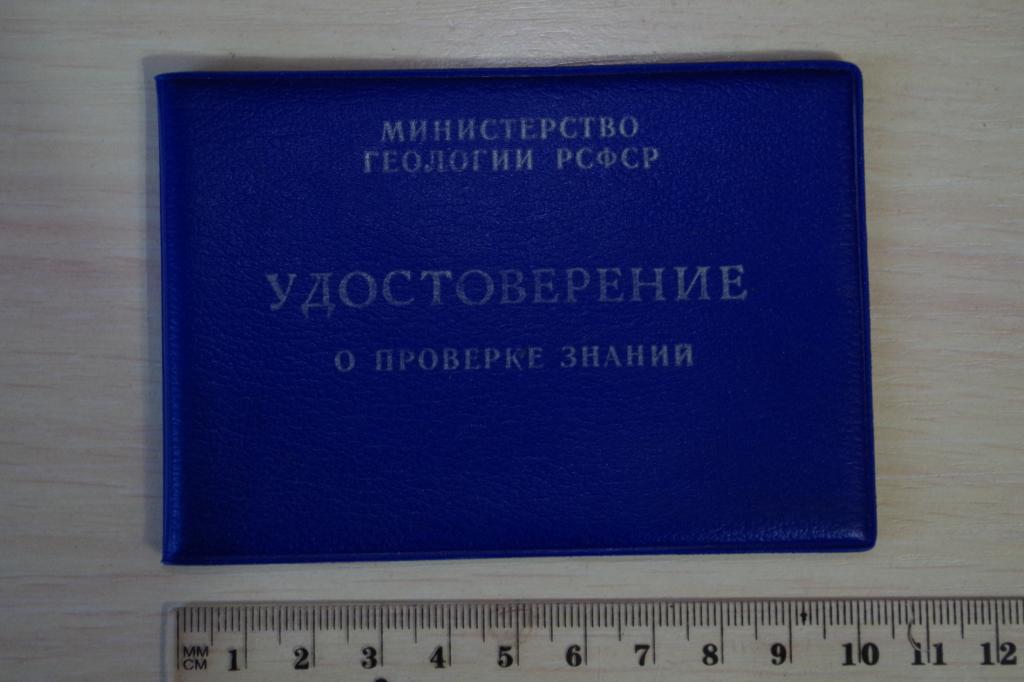 МИНИСТЕРСТВО
ГЕОЛОГИИ РСФСР
УДОСТОВЕРЕНИЕ
О ПРОВЕРКЕ ЗНАНИЙ
ММ
СМ
1 2 3 4 5 6 7 8 9 10 11 12